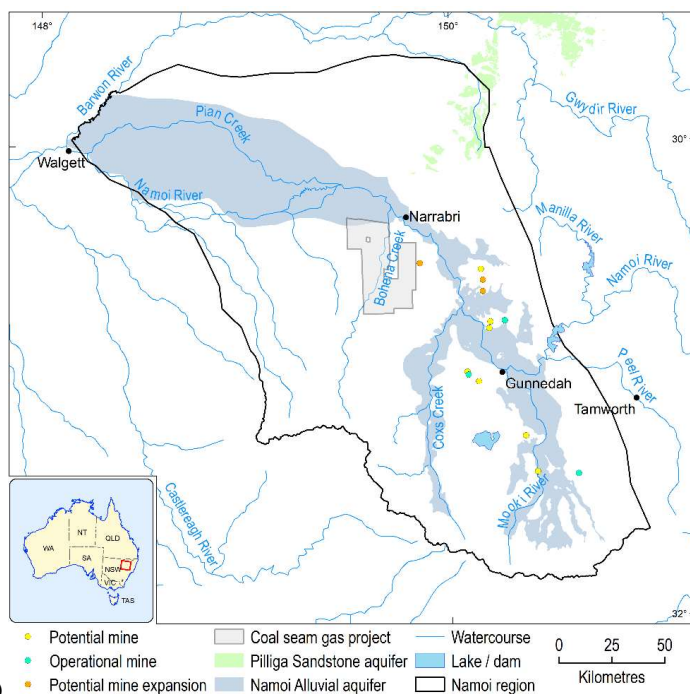 148°
150°
Barwon River
Gwydir River
Pian Creek
30°
Walgett
Namoi River
Narrabri
Manilla River
Namoi River
Bohena Creek
Peel River
Gunnedah
Tamworth
Coxs Creek
Mooki River
Castlereagh River
NT
QLD
WA
SA
NSW
VIC
TAS
32°
Potential mine
Operational mine
Potential mine expansion
Coal seam gas project
Pilliga Sandstone aquifer
Namoi Alluvial aquifer
Watercourse
Lake / dam
Namoi region
0 25 50
Kilometres